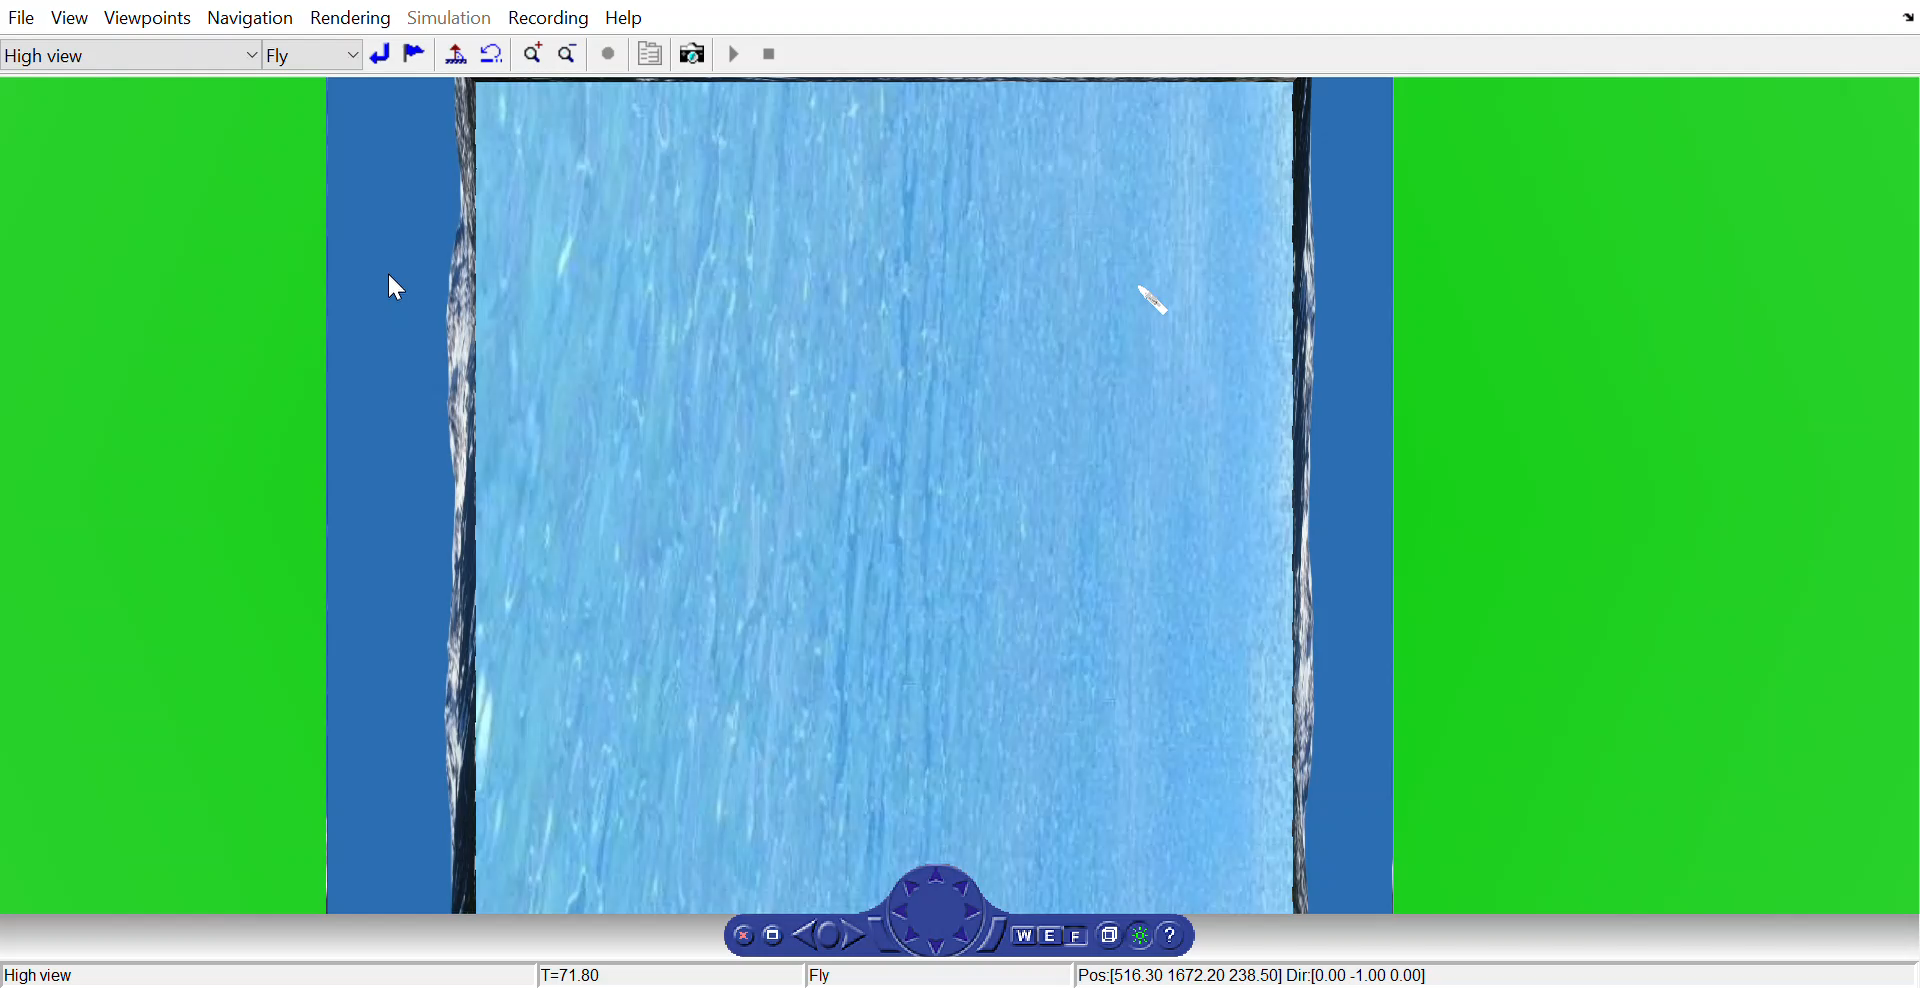 File View Viewpoints Navigation Rendering Simulation Recording Help
High view Fly
W E F ?
High view T=71.80 Fly Pos:[516.30 1672.20 238.50] Dir:[0.00 -1.00 0.00]